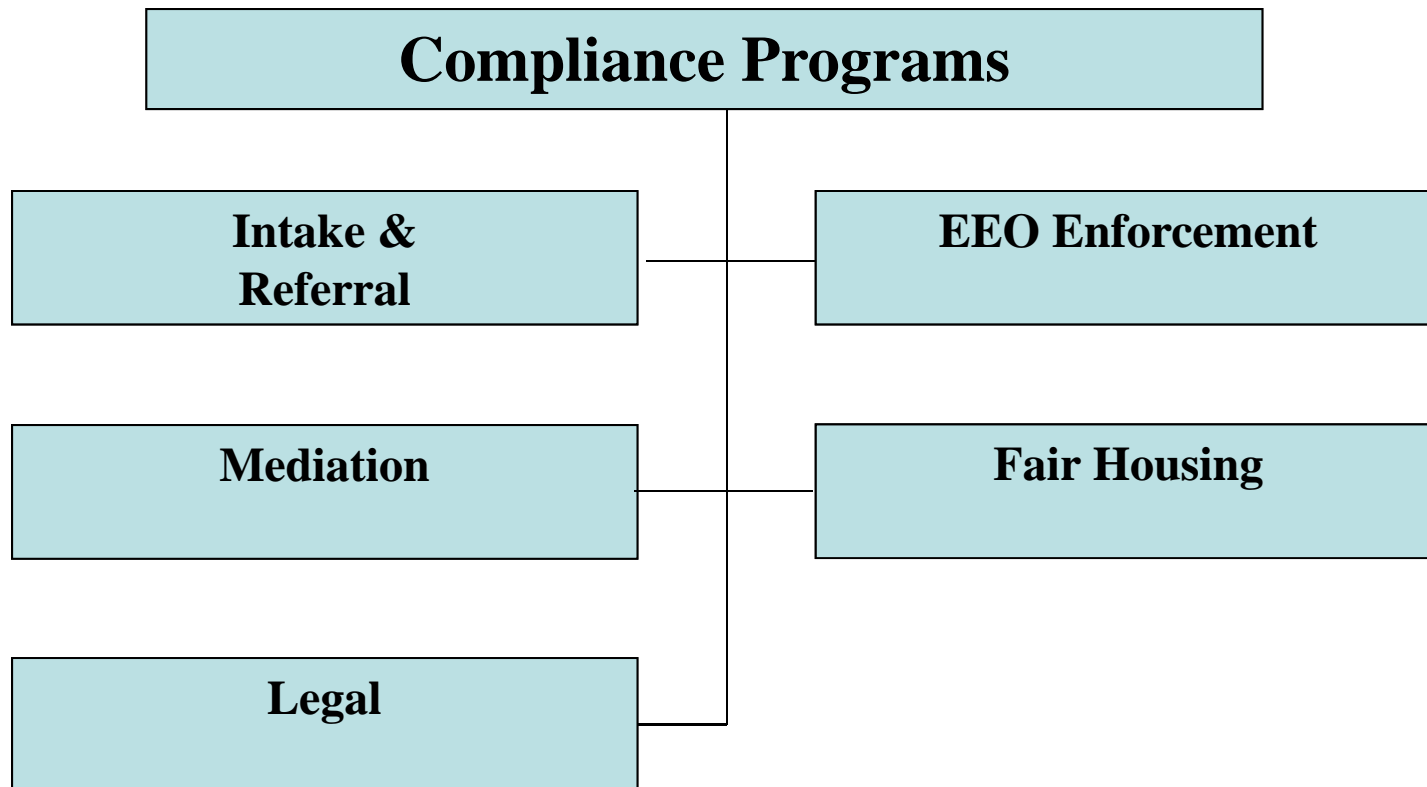 Compliance Programs
Intake &
Referral
EEO Enforcement
Mediation
Fair Housing
Legal